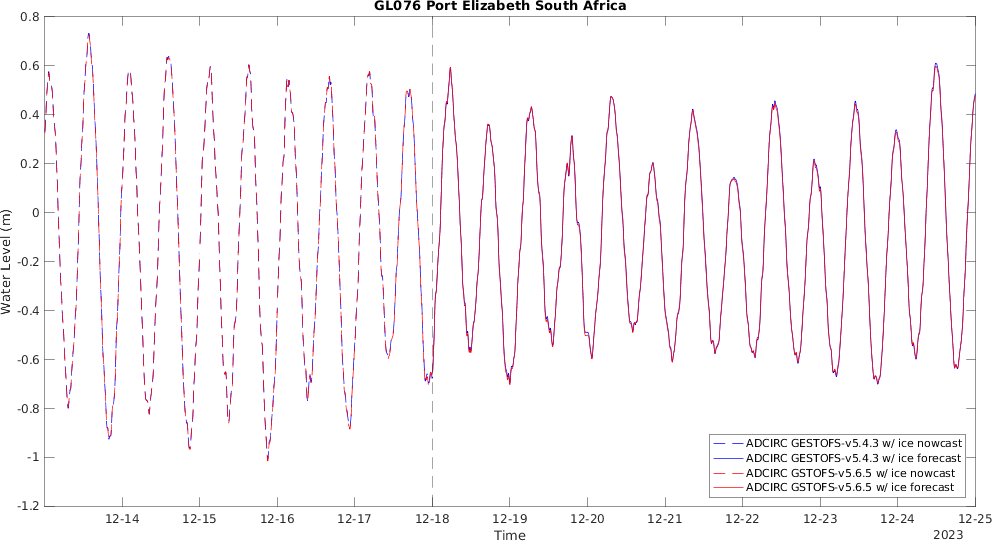 GL076 Port Elizabeth South Africa
0.8
0.6
0.4
0.2
0
-0.2
-0.4
-0.6
-0.8
-1
-1.2
Water Level (m)
ADCIRC GESTOFS-v5.4.3 w/ ice nowcast
ADCIRC GESTOFS-v5.4.3 w/ ice forecast
ADCIRC GSTOFS-v5.6.5 w/ ice nowcast
ADCIRC GSTOFS-v5.6.5 w/ ice forecast
12-14 12-15 12-16 12-17 12-18 12-19 12-20 12-21 12-22 12-23 12-24 12-25
Time
2023